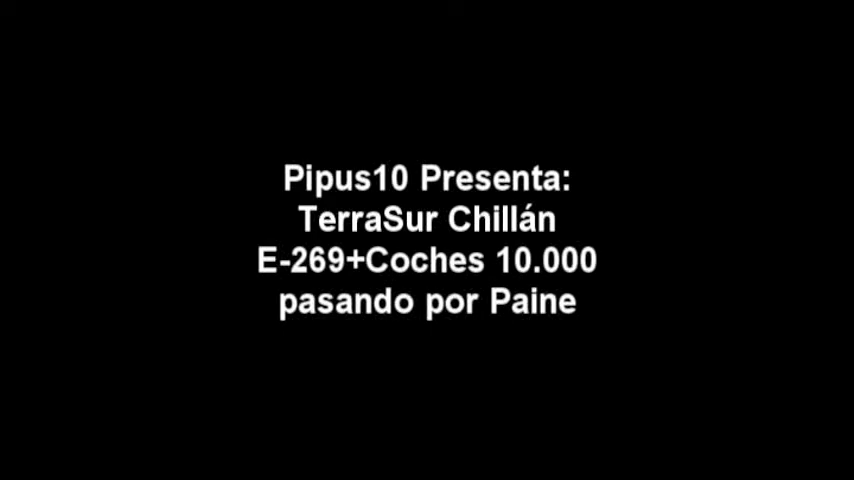 Pipus10 Presenta:
TerraSur Chillán
E-269+Coches 10.000
pasando por Paine